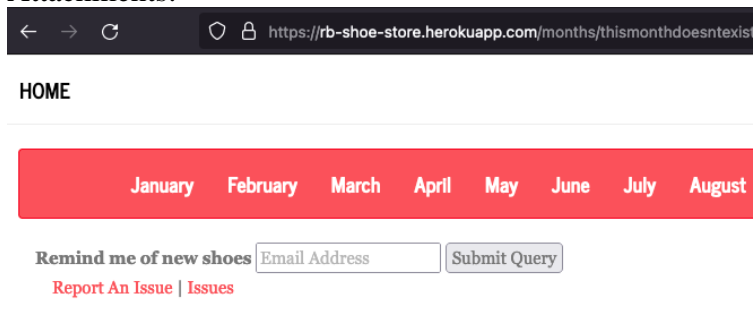 Attachments:
https://rb-shoe-store.herokuapp.com/months/thismonthdoesntexist
HOME
January February March April May June July August
Remind me of new shoes Email Address Submit Query
Report An Issue | Issues